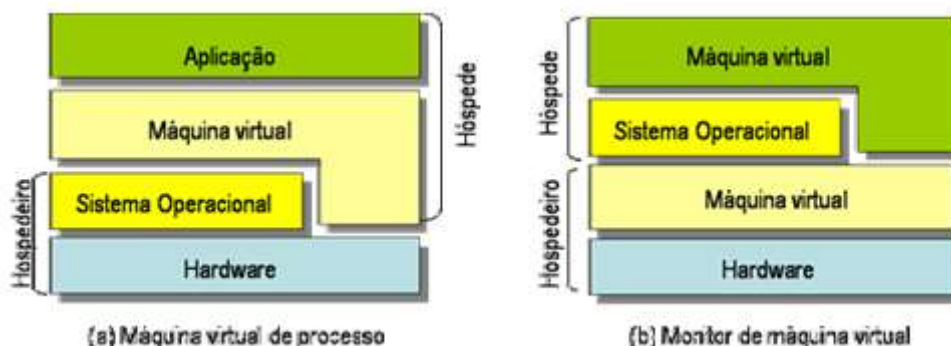 Aplicação
Máquina virtual
Sistema Operacional
Hardware
Hóspede
Hospedeiro
(a) Máquina virtual de processo
Máquina virtual
Sistema Operacional
Máquina virtual
Hardware
Hóspede
Hospedeiro
(b) Monitor de máquina virtual